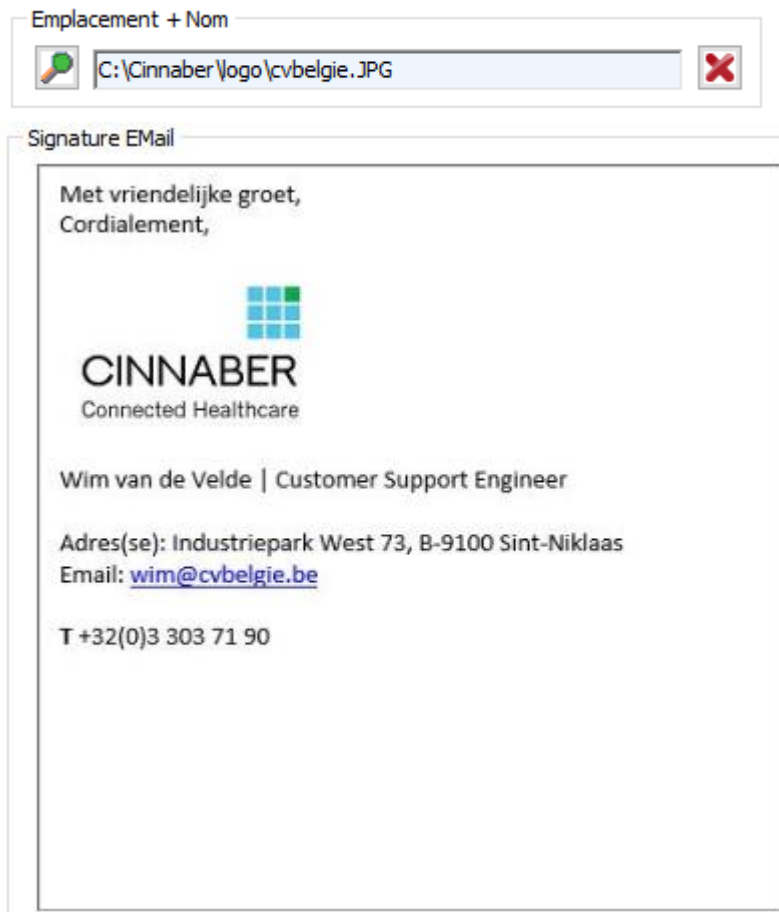 Emplacement + Nom
C:\Cinnaber\logo\cvbelgie.JPG
Signature EMail
Met vriendelijke groet,
Cordialement,
CINNABER
Connected Healthcare
Wim van de Velde | Customer Support Engineer
Adres(se): Industriepark West 73, B-9100 Sint-Niklaas
Email: wim@cvbelgie.be
T +32(0)3 303 71 90